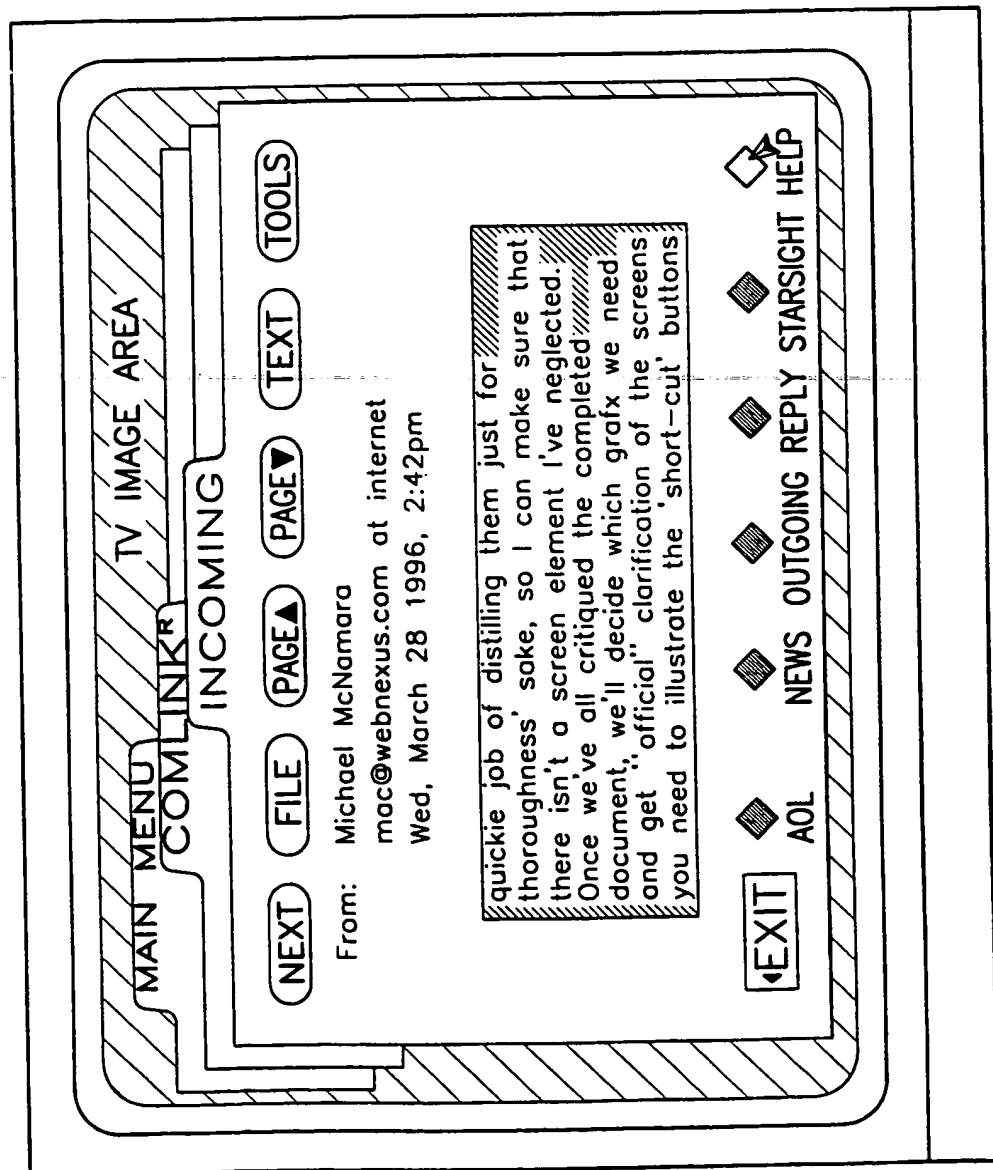 TV IMAGE AREA
MAIN MENU
COMLINKᴿ
INCOMING
NEXT FILE PAGE▲ PAGE▼ TEXT TOOLS
From: Michael McNamara
mac@webnexus.com at internet
Wed, March 28 1996, 2:42pm
quickie job of distilling them just for
thoroughness' sake, so I can make sure that
there isn't a screen element I've neglected.
Once we've all critiqued the completed
document, we'll decide which grafx we need
and get "official" clarification of the screens
you need to illustrate the 'short-cut' buttons
◂EXIT AOL NEWS OUTGOING REPLY STARSIGHT HELP